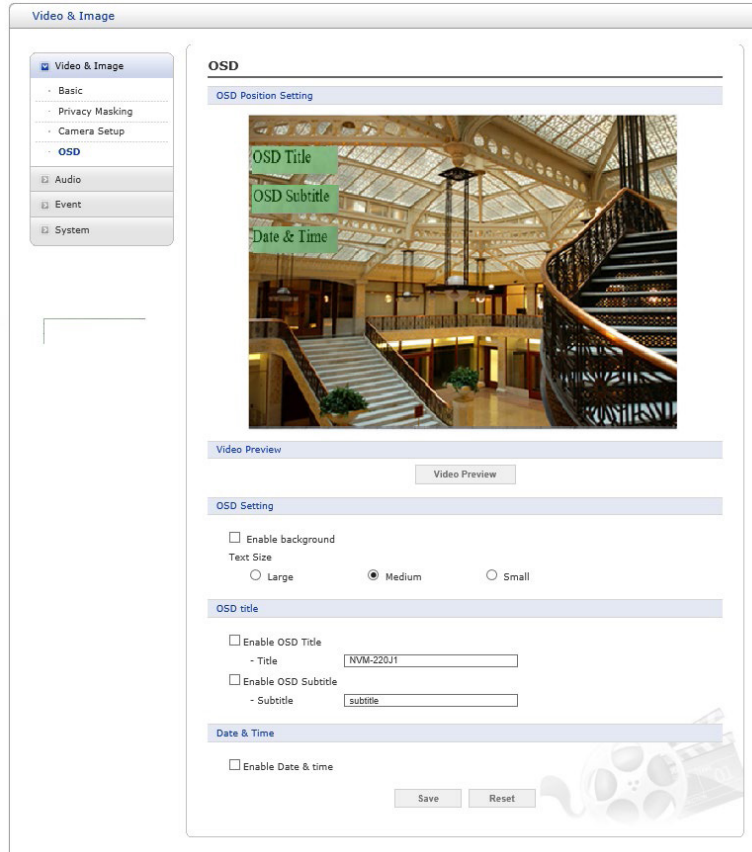 Video & Image
Video & Image
Basic
Privacy Masking
Camera Setup
OSD
Audio
Event
System
OSD
OSD Position Setting
OSD Title
OSD Subtitle
Date & Time
Video Preview
Video Preview
OSD Setting
Enable background
Text Size
Large Medium Small
OSD title
Enable OSD Title
- Title NVM-220J1
Enable OSD Subtitle
- Subtitle subtitle
Date & Time
Enable Date & time
Save Reset